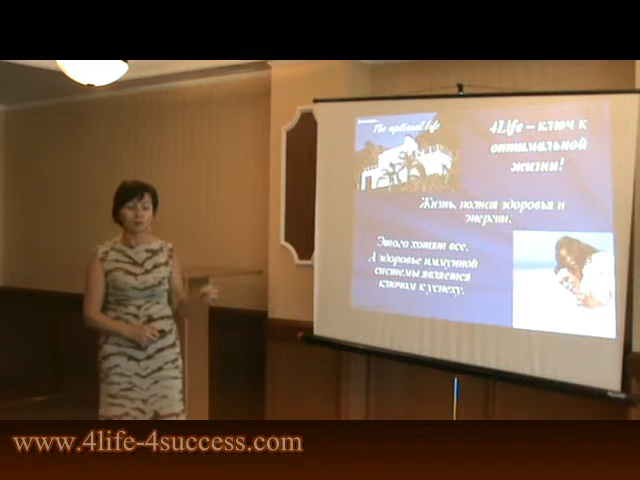 The optimal life
4Life – ключ к
оптимальной
жизни!
Жизнь, полная здоровья и
энергии.
Этого хотят все.
А здоровье иммунной
системы является
ключом к успеху.
www.4life-4success.com